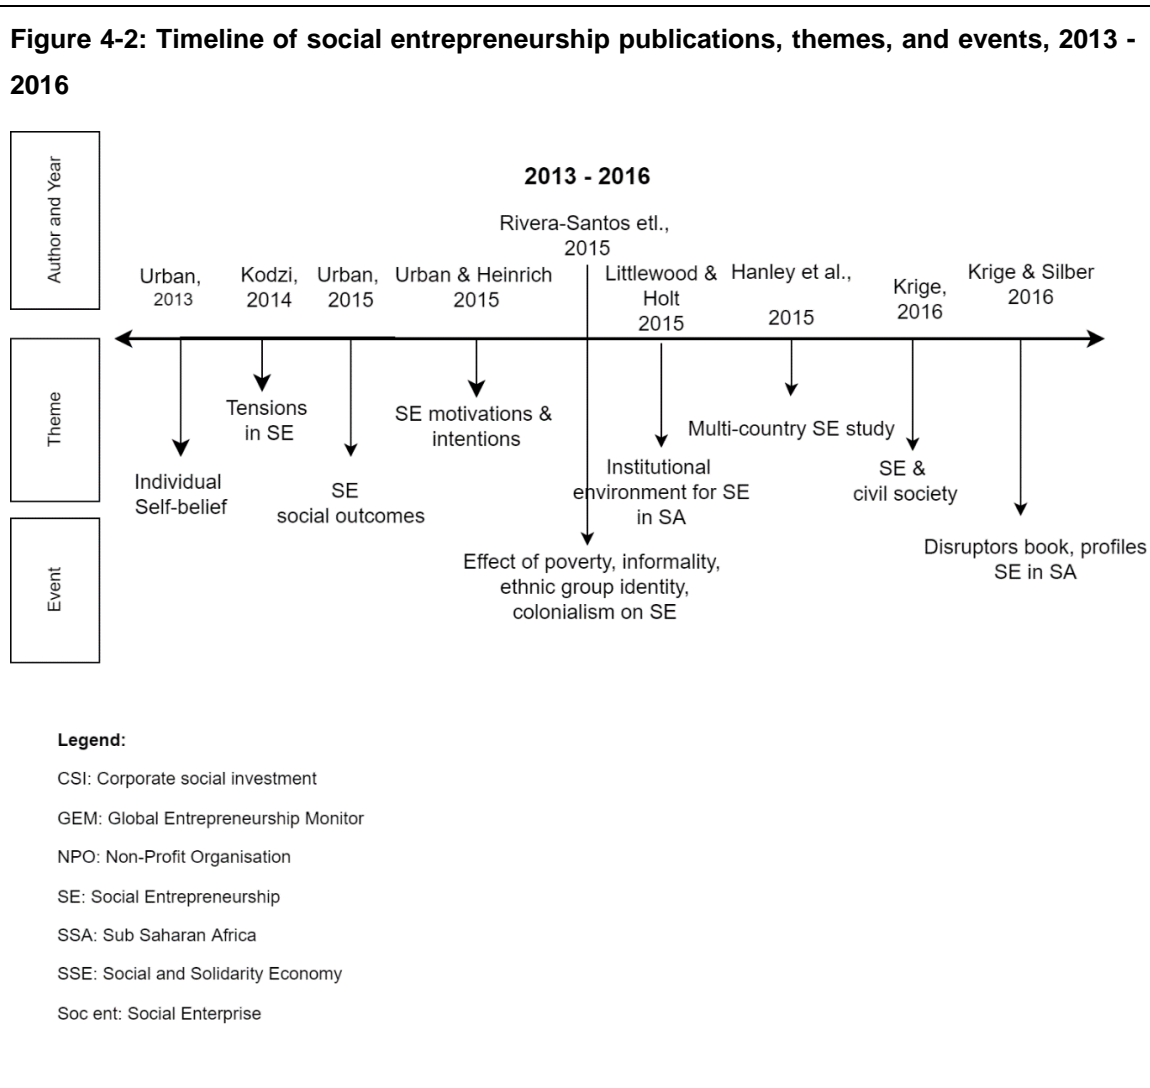 Figure 4-2: Timeline of social entrepreneurship publications, themes, and events, 2013 -
2016
Author and Year
2013 - 2016
Rivera-Santos etl.,
2015
Urban,
2013
Kodzi,
2014
Urban,
2015
Urban & Heinrich
2015
Littlewood &
Holt
2015
Hanley et al.,
2015
Krige,
2016
Krige & Silber
2016
Theme
Individual
Self-belief
Tensions
in SE
SE
social outcomes
SE motivations &
intentions
Institutional
environment for SE
in SA
Multi-country SE study
SE &
civil society
Event
Effect of poverty, informality,
ethnic group identity,
colonialism on SE
Disruptors book, profiles
SE in SA
Legend:
CSI: Corporate social investment
GEM: Global Entrepreneurship Monitor
NPO: Non-Profit Organisation
SE: Social Entrepreneurship
SSA: Sub Saharan Africa
SSE: Social and Solidarity Economy
Soc ent: Social Enterprise